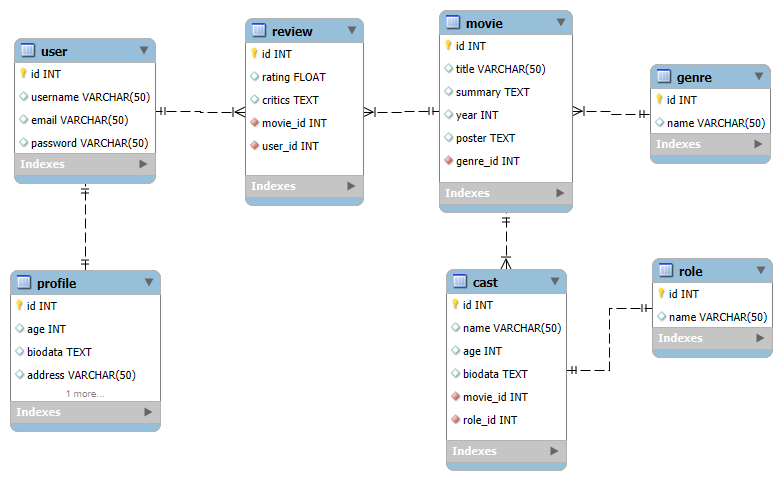 user
id INT
username VARCHAR(50)
email VARCHAR(50)
password VARCHAR(50)
Indexes
review
id INT
rating FLOAT
critics TEXT
movie_id INT
user_id INT
Indexes
movie
id INT
title VARCHAR(50)
summary TEXT
year INT
poster TEXT
genre_id INT
Indexes
genre
id INT
name VARCHAR(50)
Indexes
profile
id INT
age INT
biodata TEXT
address VARCHAR(50)
1 more...
Indexes
cast
id INT
name VARCHAR(50)
age INT
biodata TEXT
movie_id INT
role_id INT
Indexes
role
id INT
name VARCHAR(50)
Indexes